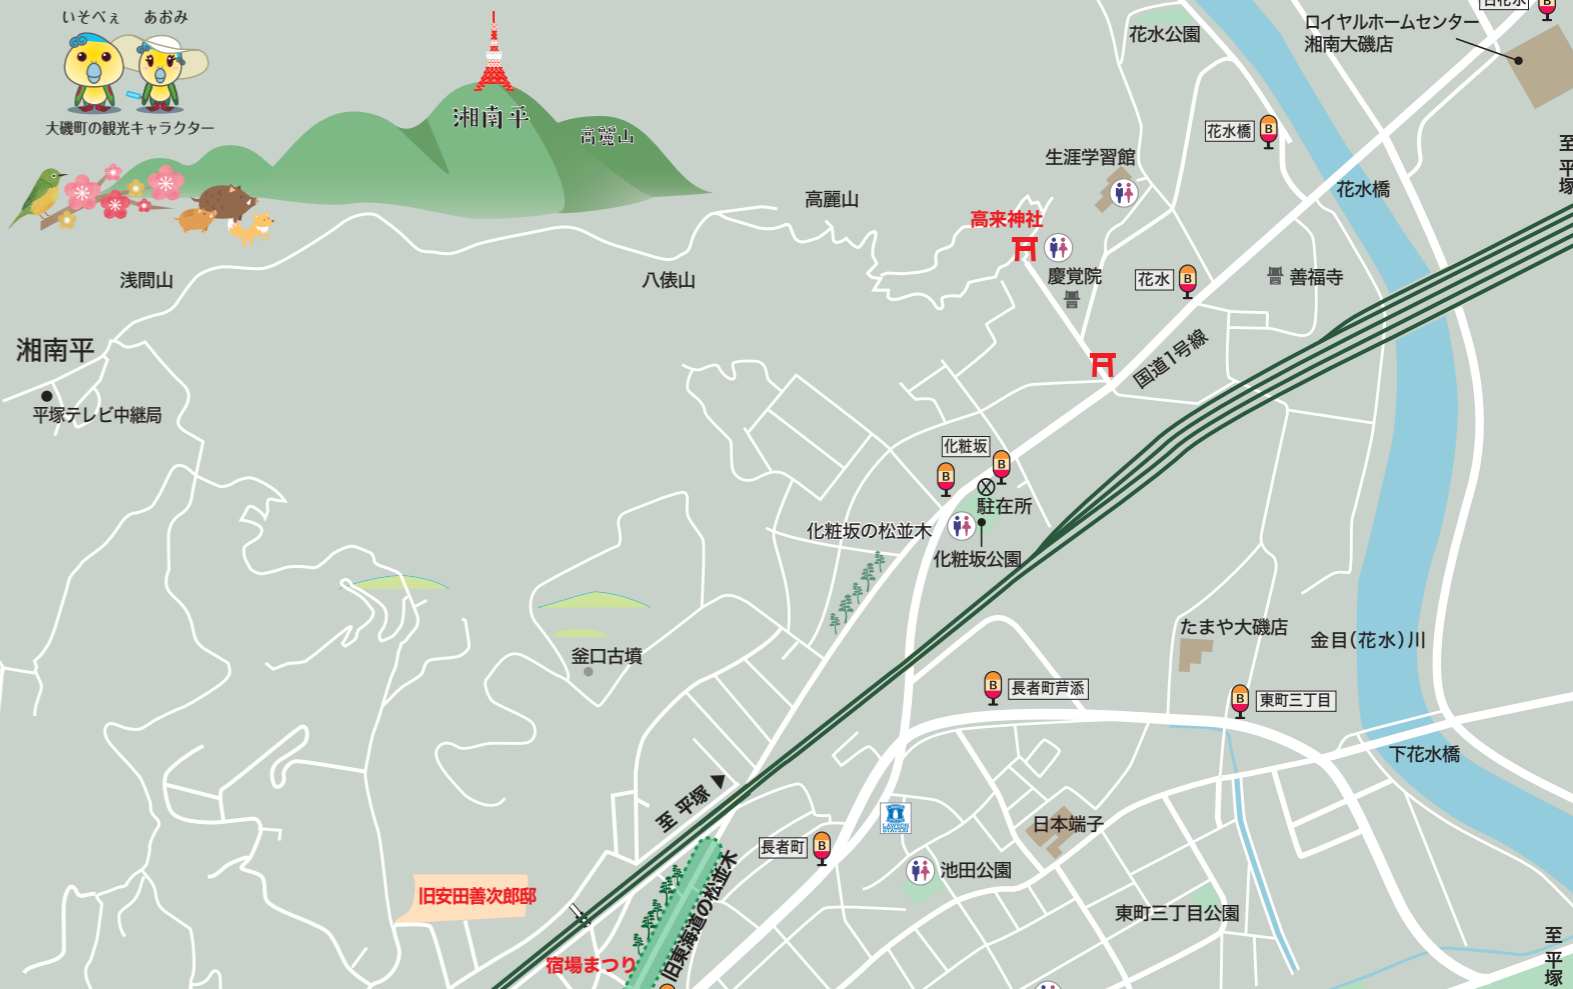 いそべぇ
あおみ
大磯町の観光キャラクター
湘南平
高麗山
花水公園
ロイヤルホームセンター
湘南大磯店
花水橋
至 平塚
生涯学習館
花水橋
高麗山
高来神社
慶覚院
花水
善福寺
浅間山
八俵山
湘南平
平塚テレビ中継局
国道1号線
化粧坂
駐在所
化粧坂の松並木
化粧坂公園
たまや大磯店
金目(花水)川
釜口古墳
長者町芦添
東町三丁目
下花水橋
至 平塚
長者町
日本端子
池田公園
旧東海道の松並木
旧安田善次郎邸
東町三丁目公園
宿場まつり
至 平塚
B
B
B
B
B
B
B
B